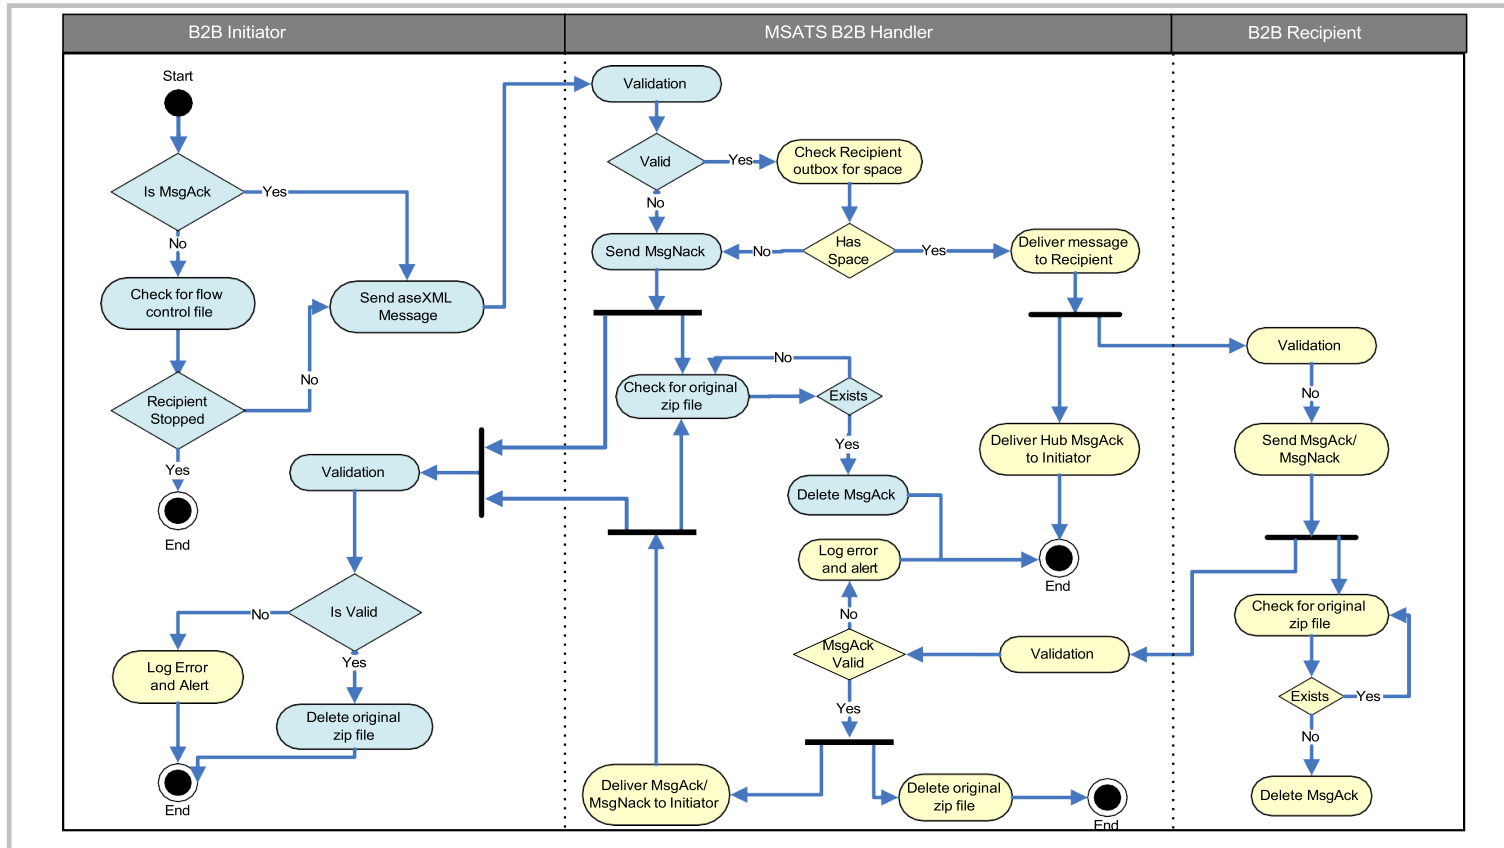 B2B Initiator
MSATS B2B Handler
B2B Recipient
Start
Is MsgAck
Yes
No
Check for flow
control file
Send aseXML
Message
No
Recipient
Stopped
Yes
End
Validation
Is Valid
No
Yes
Log Error
and Alert
Delete original
zip file
End
Validation
Valid
Yes
No
Check Recipient
outbox for space
Send MsgNack
No
Has
Space
Yes
Deliver message
to Recipient
No
Check for original
zip file
Exists
Yes
Delete MsgAck
Deliver Hub MsgAck
to Initiator
Log error
and alert
End
No
MsgAck
Valid
Validation
Yes
Deliver MsgAck/
MsgNack to Initiator
Delete original
zip file
End
Validation
No
Send MsgAck/
MsgNack
Check for original
zip file
Exists
Yes
No
Delete MsgAck